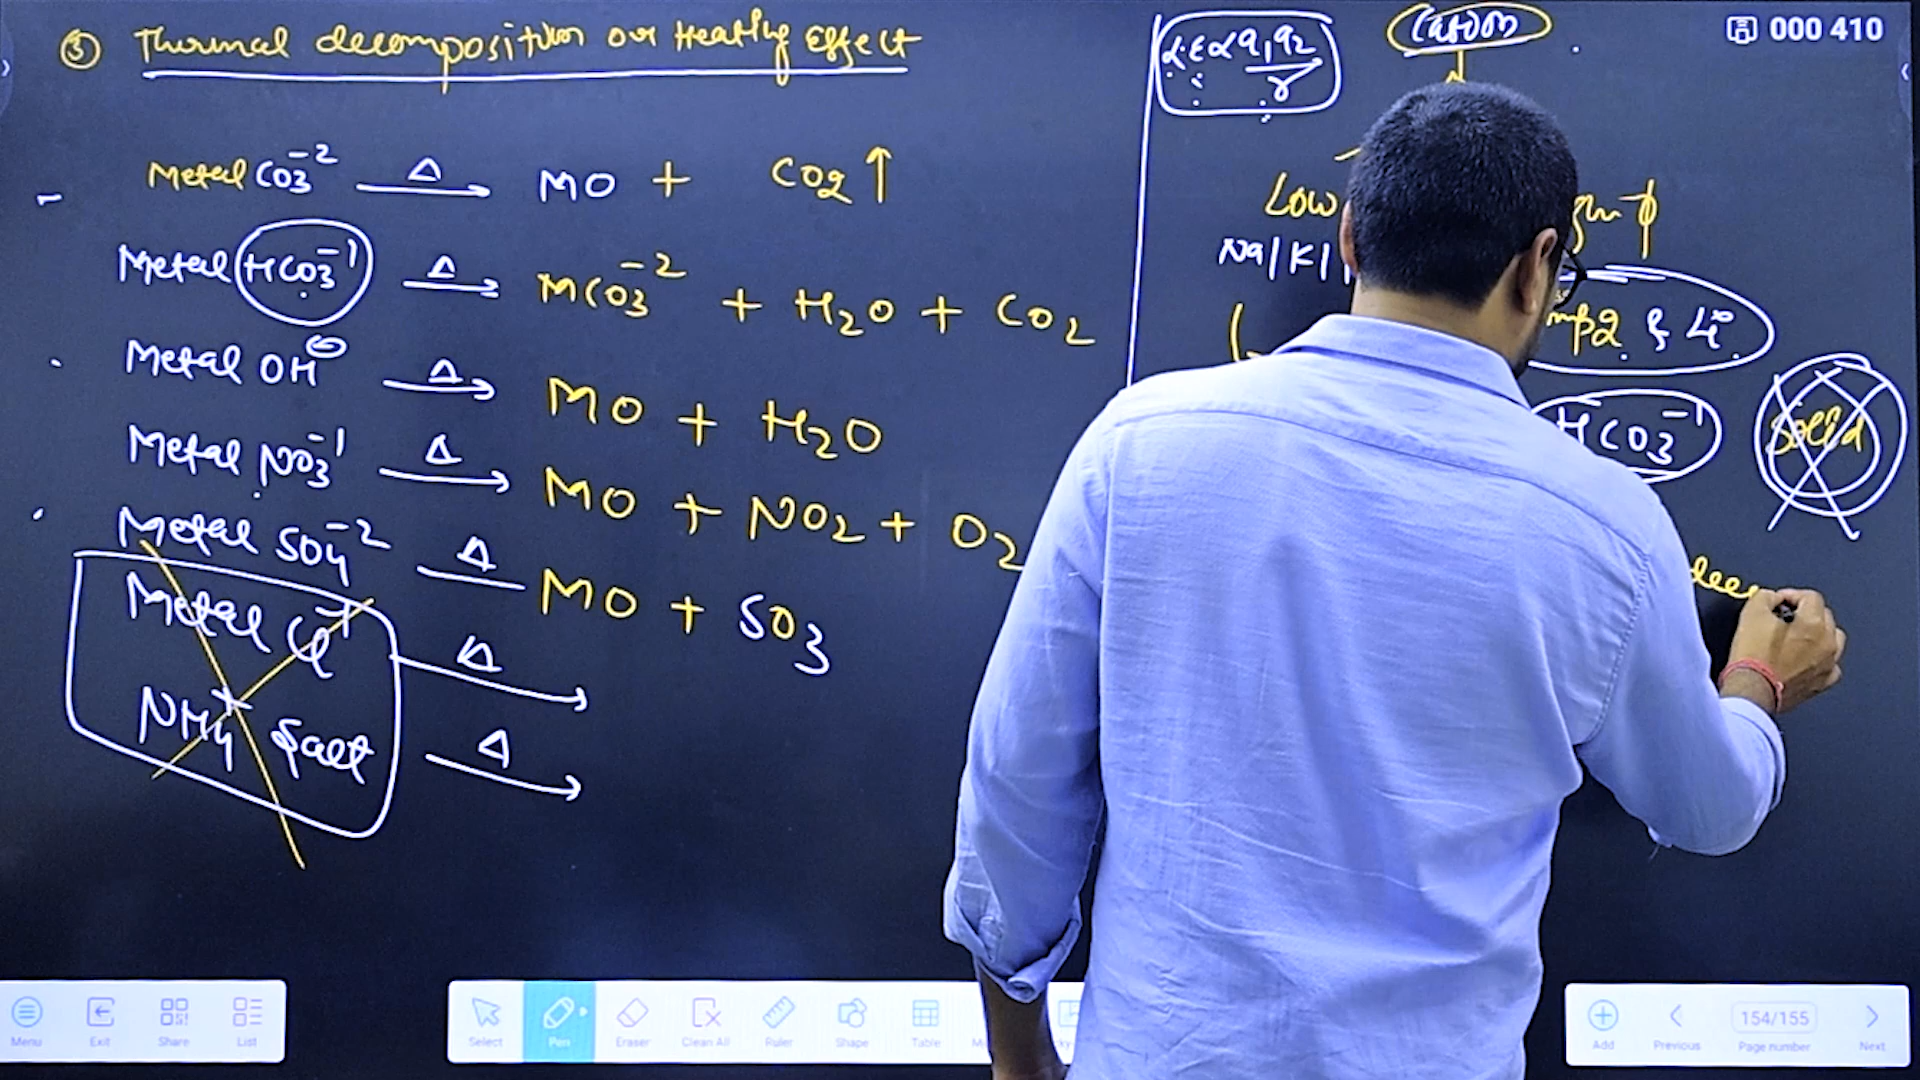 ③ Thermal decomposition or Heating Effect
Metal CO3⁻² —Δ→ MO + CO2 ↑
Metal HCO3⁻¹ —Δ→ MCO3⁻² + H2O + CO2
Metal OH⊖ —Δ→ MO + H2O
Metal NO3⁻¹ —Δ→ MO + NO2 + O2
Metal SO4⁻² —Δ— MO + SO3
Metal Cl⁻¹ —Δ→
NH4 Salt —Δ→
L.E ∝ q1q2/r
Cation
Low
Na/K/
& Li
HCO3⁻¹
Solid
000 410
Menu
Exit
Share
List
Select
Pen
Eraser
Clean All
Ruler
Shape
Table
Add
Previous
154/155
Page number
Next